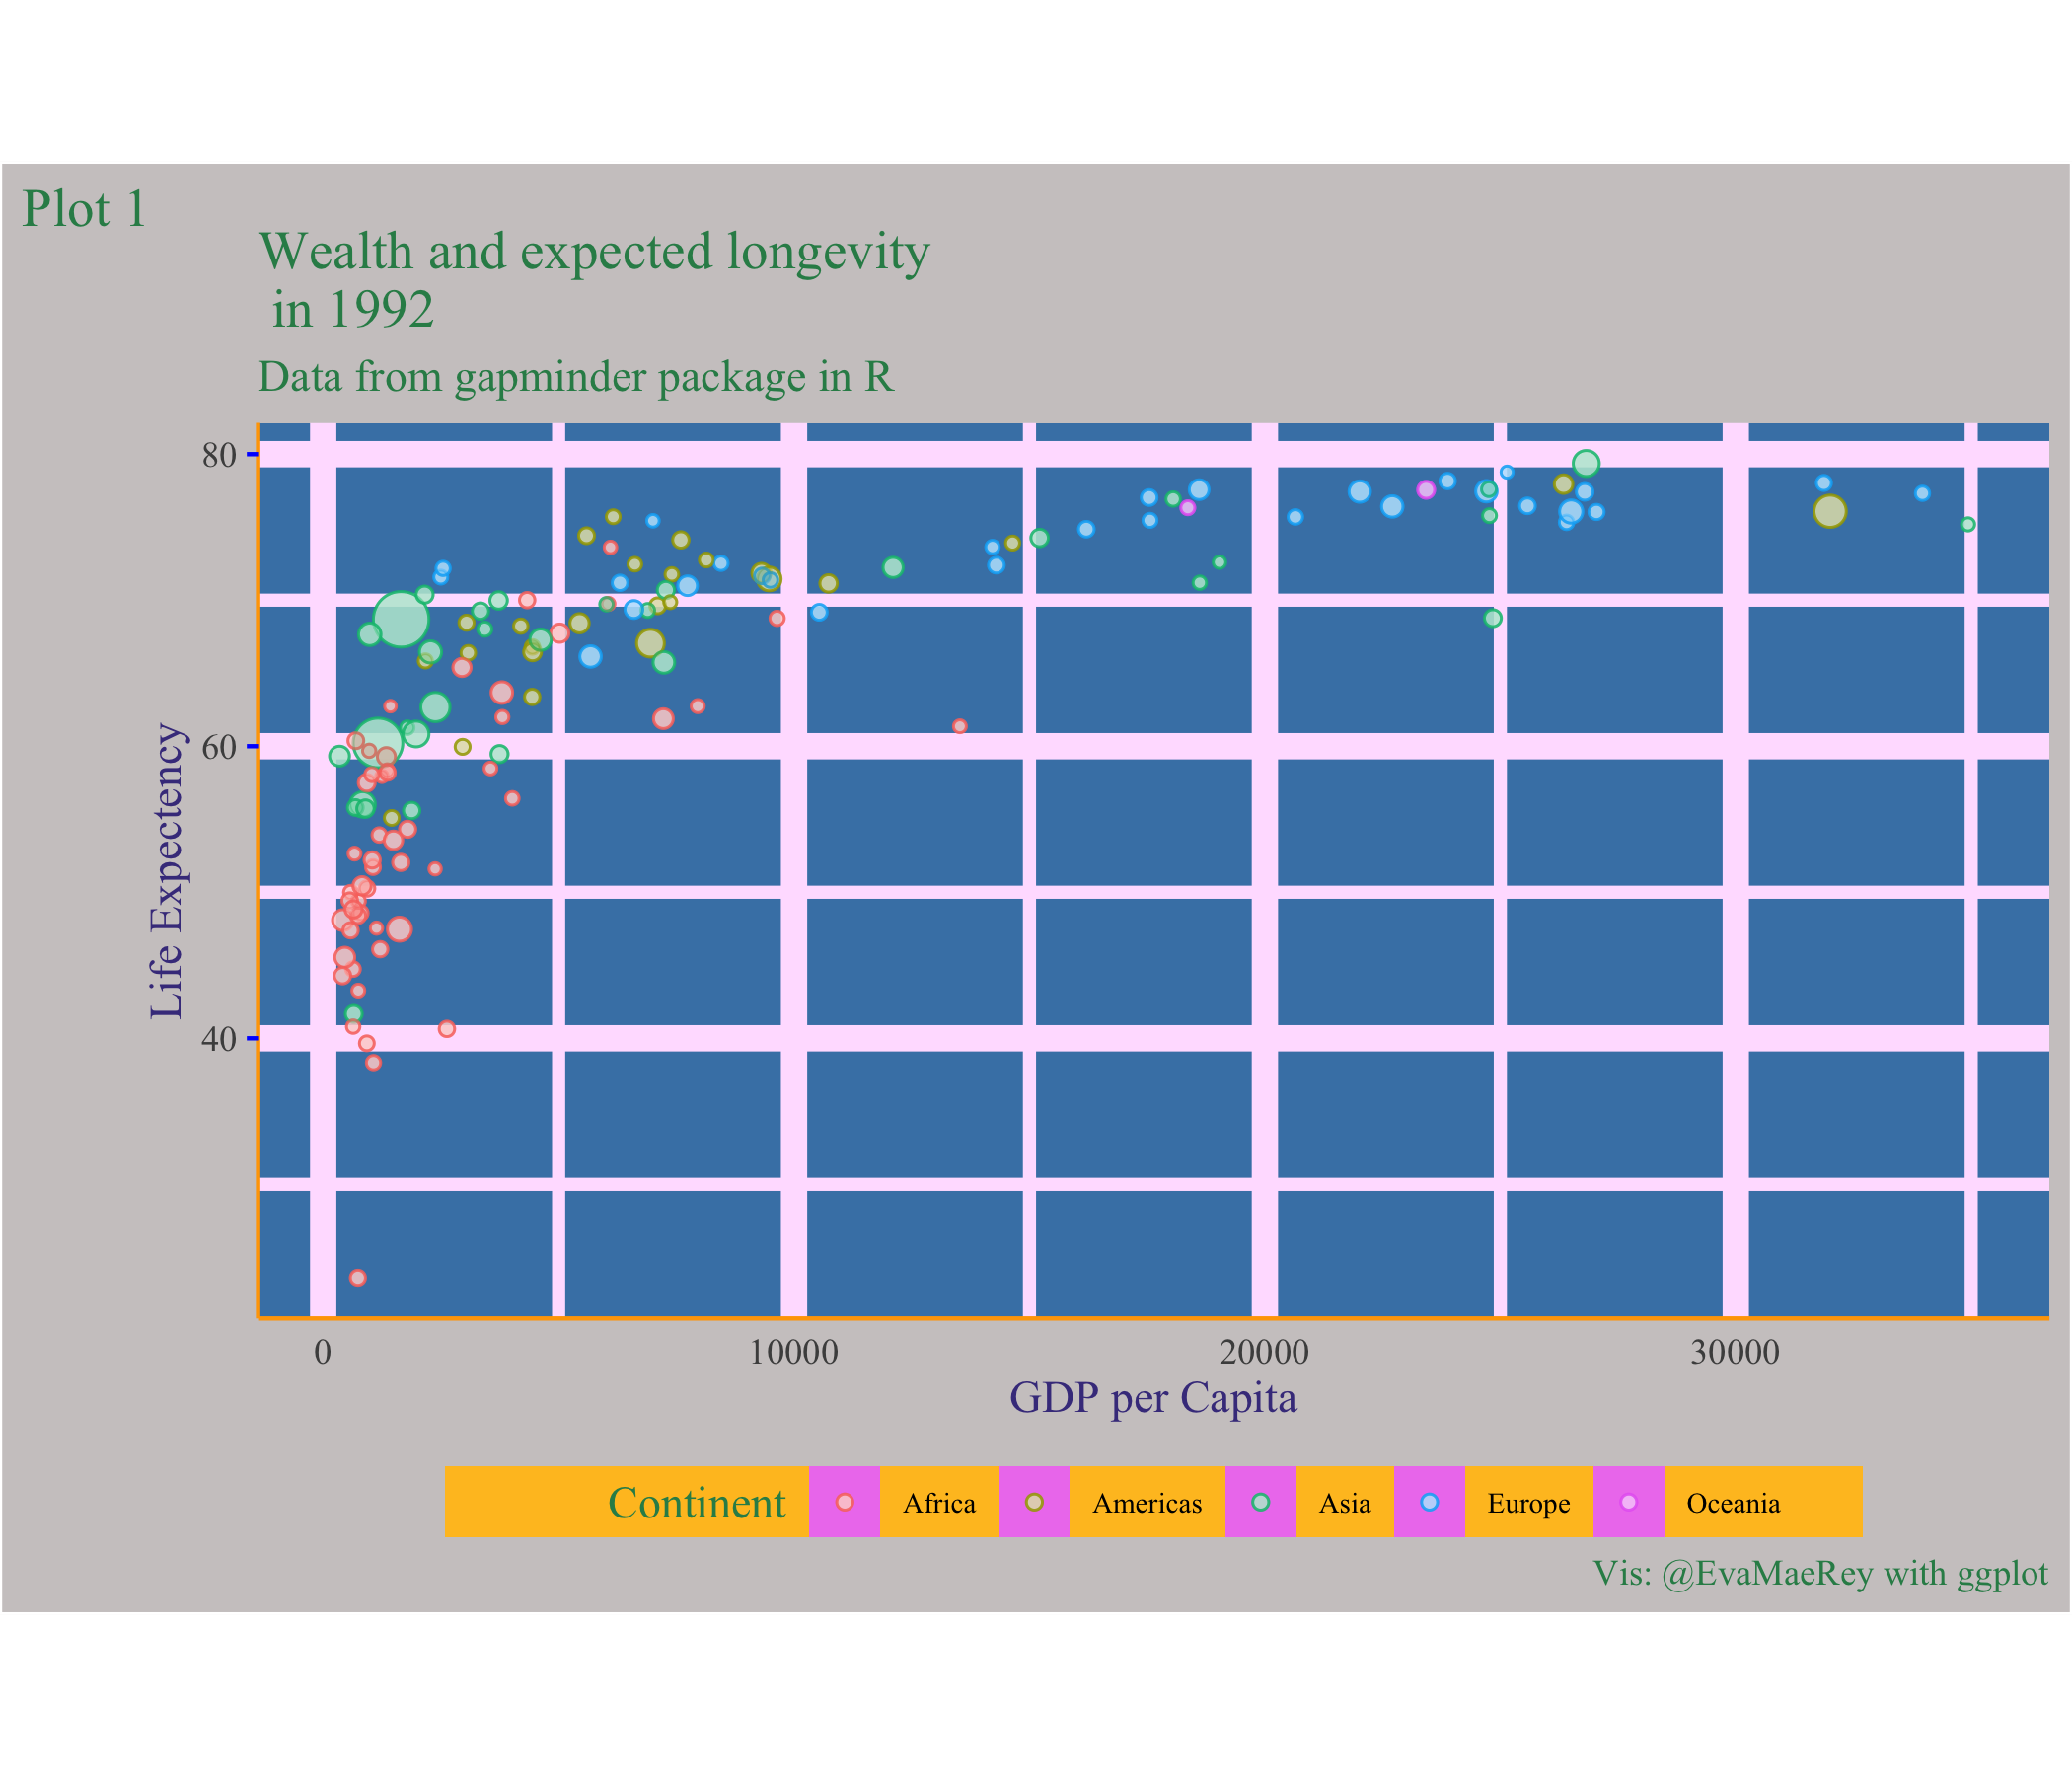 Plot 1
Wealth and expected longevity
in 1992
Data from gapminder package in R
80
60
40
Life Expectency
0 10000 20000 30000
GDP per Capita
Continent Africa Americas Asia Europe Oceania
Vis: @EvaMaeRey with ggplot